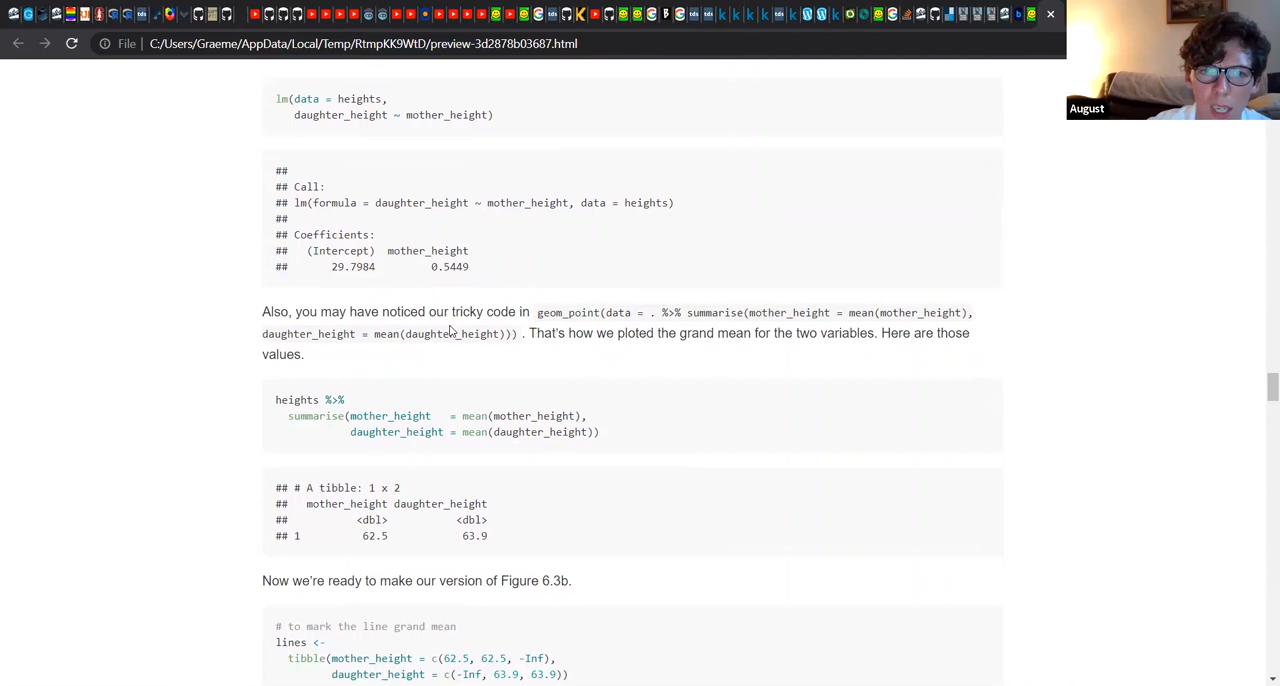 File C:/Users/Graeme/AppData/Local/Temp/RtmpKK9WtD/preview-3d2878b03687.html
August
lm(data = heights,
daughter_height ~ mother_height)
##
## Call:
## lm(formula = daughter_height ~ mother_height, data = heights)
##
## Coefficients:
## (Intercept) mother_height
## 29.7984 0.5449
Also, you may have noticed our tricky code in geom_point(data = . %>% summarise(mother_height = mean(mother_height),
daughter_height = mean(daughter_height))) . That's how we ploted the grand mean for the two variables. Here are those
values.
heights %>%
summarise(mother_height = mean(mother_height),
daughter_height = mean(daughter_height))
## # A tibble: 1 x 2
## mother_height daughter_height
## <dbl> <dbl>
## 1 62.5 63.9
Now we're ready to make our version of Figure 6.3b.
# to mark the line grand mean
lines <-
tibble(mother_height = c(62.5, 62.5, -Inf),
daughter_height = c(-Inf, 63.9, 63.9))